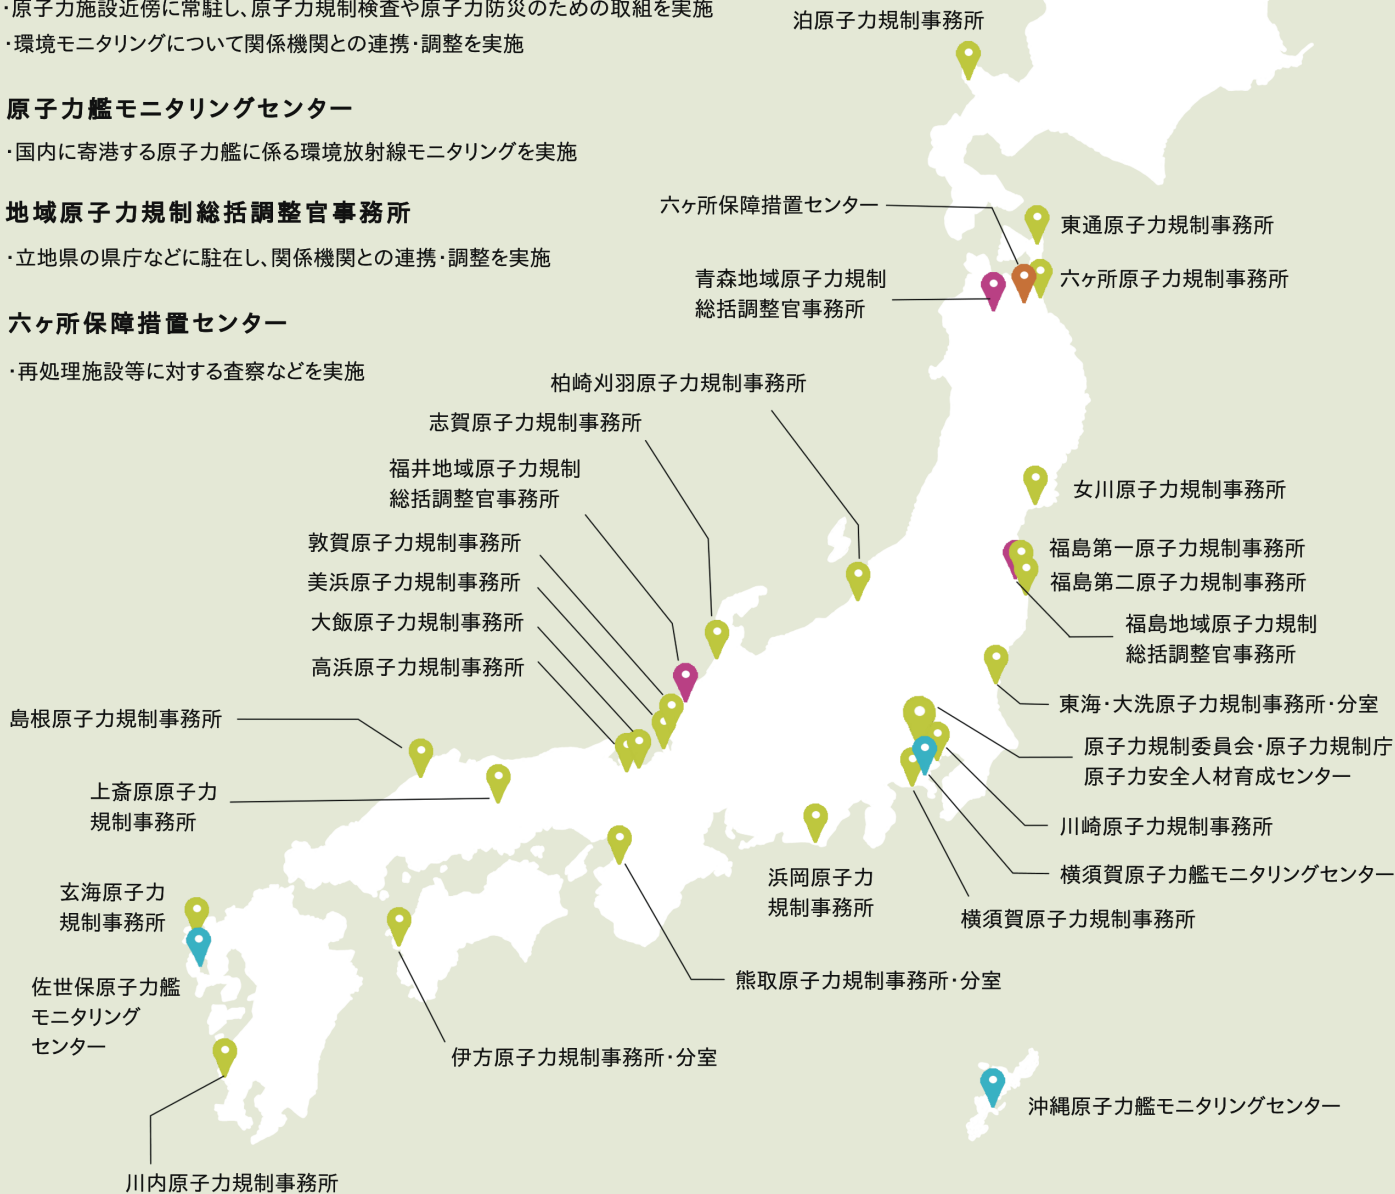 ・原子力施設近傍に常駐し、原子力規制検査や原子力防災のための取組を実施
・環境モニタリングについて関係機関との連携・調整を実施
原子力艦モニタリングセンター
・国内に寄港する原子力艦に係る環境放射線モニタリングを実施
地域原子力規制総括調整官事務所
・立地県の県庁などに駐在し、関係機関との連携・調整を実施
六ヶ所保障措置センター
・再処理施設等に対する査察などを実施
泊原子力規制事務所
六ヶ所保障措置センター
東通原子力規制事務所
青森地域原子力規制
総括調整官事務所
六ヶ所原子力規制事務所
柏崎刈羽原子力規制事務所
志賀原子力規制事務所
福井地域原子力規制
総括調整官事務所
敦賀原子力規制事務所
美浜原子力規制事務所
大飯原子力規制事務所
高浜原子力規制事務所
女川原子力規制事務所
福島第一原子力規制事務所
福島第二原子力規制事務所
福島地域原子力規制
総括調整官事務所
東海・大洗原子力規制事務所・分室
原子力規制委員会・原子力規制庁
原子力安全人材育成センター
川崎原子力規制事務所
横須賀原子力艦モニタリングセンター
横須賀原子力規制事務所
浜岡原子力
規制事務所
島根原子力規制事務所
上斎原原子力
規制事務所
玄海原子力
規制事務所
佐世保原子力艦
モニタリング
センター
熊取原子力規制事務所・分室
伊方原子力規制事務所・分室
沖縄原子力艦モニタリングセンター
川内原子力規制事務所